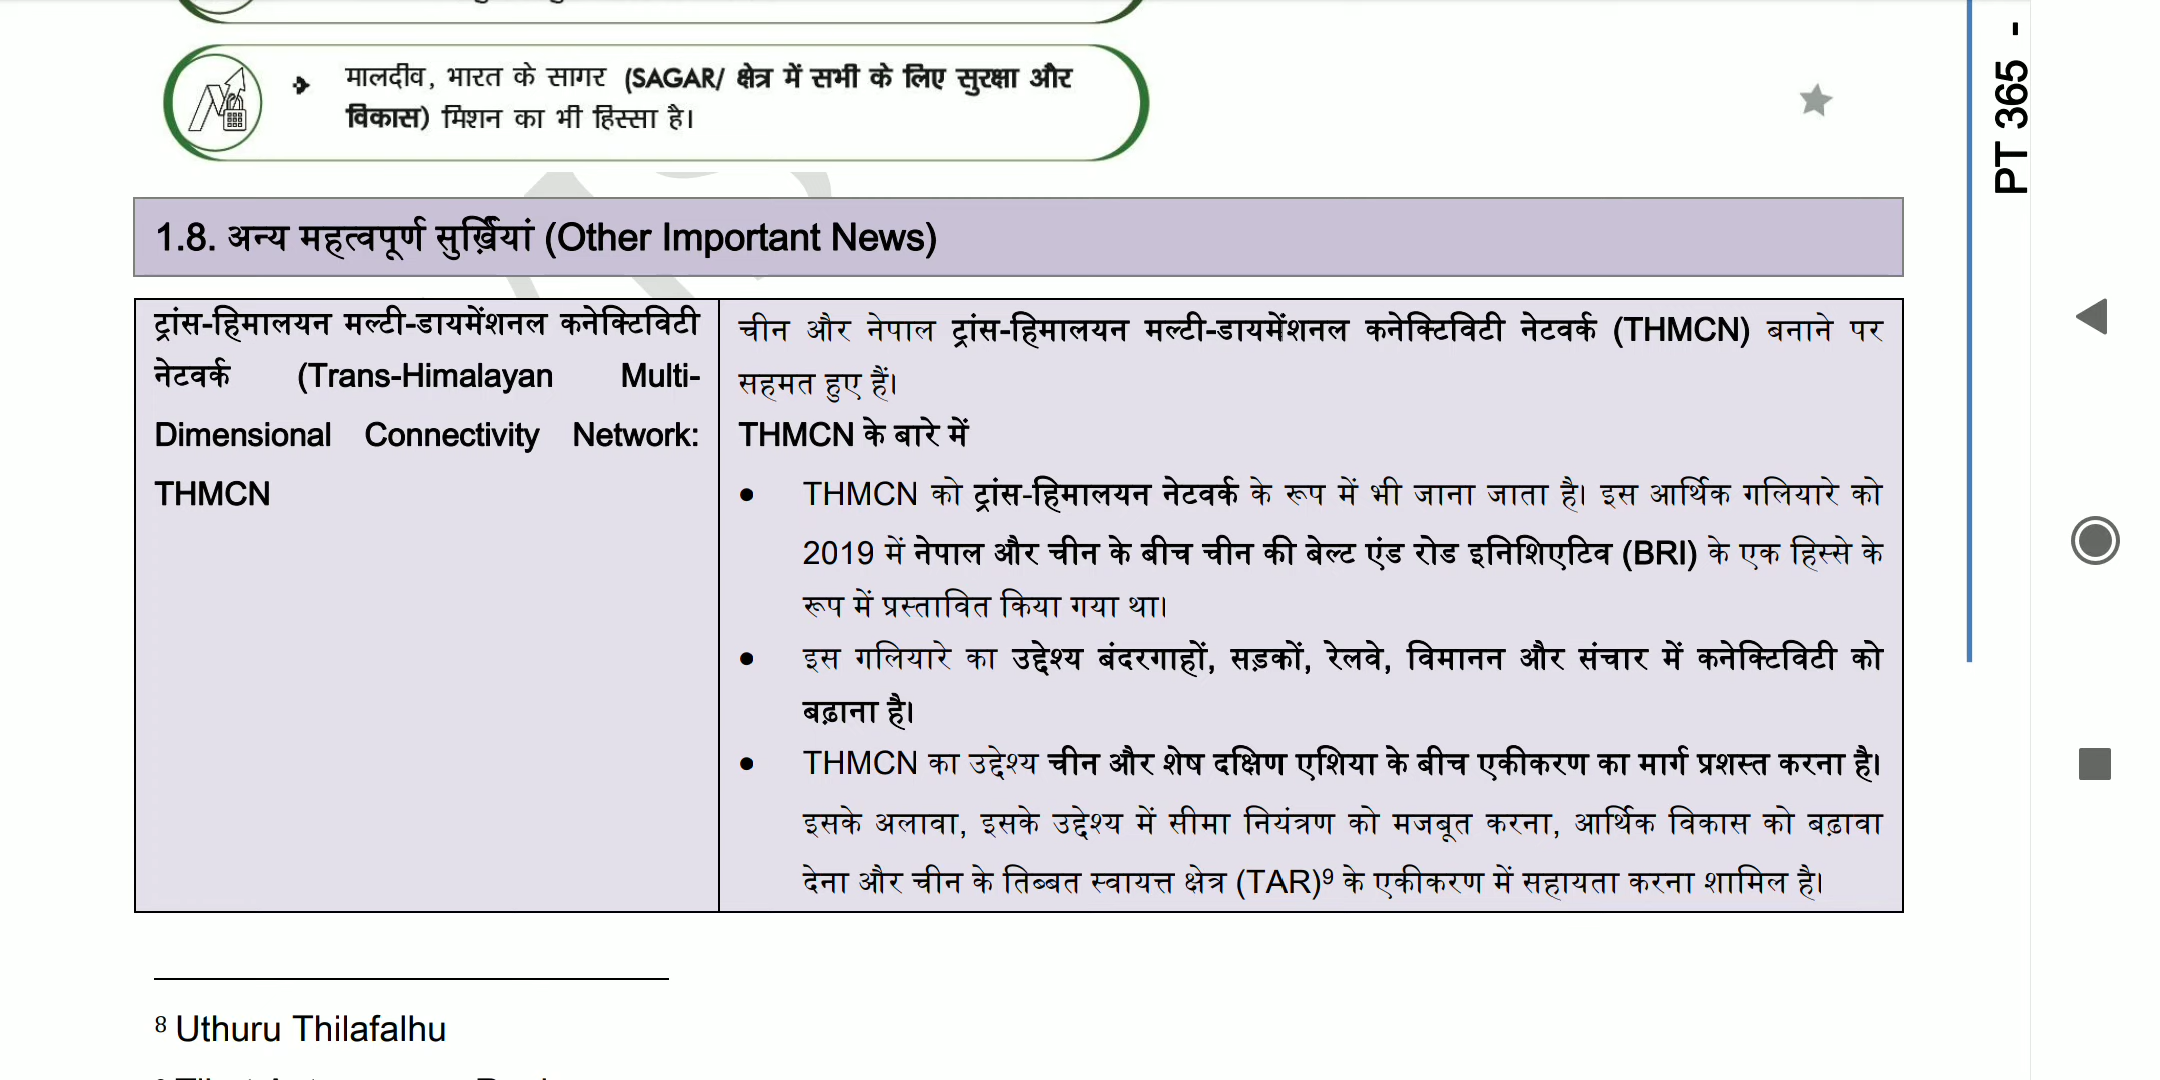 मालदीव, भारत के सागर (SAGAR/ क्षेत्र में सभी के लिए सुरक्षा और
विकास) मिशन का भी हिस्सा है।
PT 365 -
1.8. अन्य महत्वपूर्ण सुर्ख़ियां (Other Important News)
ट्रांस-हिमालयन मल्टी-डायमेंशनल कनेक्टिविटी
नेटवर्क (Trans-Himalayan Multi-
Dimensional Connectivity Network:
THMCN
चीन और नेपाल ट्रांस-हिमालयन मल्टी-डायमेंशनल कनेक्टिविटी नेटवर्क (THMCN) बनाने पर
सहमत हुए हैं।
THMCN के बारे में
● THMCN को ट्रांस-हिमालयन नेटवर्क के रूप में भी जाना जाता है। इस आर्थिक गलियारे को
2019 में नेपाल और चीन के बीच चीन की बेल्ट एंड रोड इनिशिएटिव (BRI) के एक हिस्से के
रूप में प्रस्तावित किया गया था।
● इस गलियारे का उद्देश्य बंदरगाहों, सड़कों, रेलवे, विमानन और संचार में कनेक्टिविटी को
बढ़ाना है।
● THMCN का उद्देश्य चीन और शेष दक्षिण एशिया के बीच एकीकरण का मार्ग प्रशस्त करना है।
इसके अलावा, इसके उद्देश्य में सीमा नियंत्रण को मजबूत करना, आर्थिक विकास को बढ़ावा
देना और चीन के तिब्बत स्वायत्त क्षेत्र (TAR)⁹ के एकीकरण में सहायता करना शामिल है।
⁸ Uthuru Thilafalhu